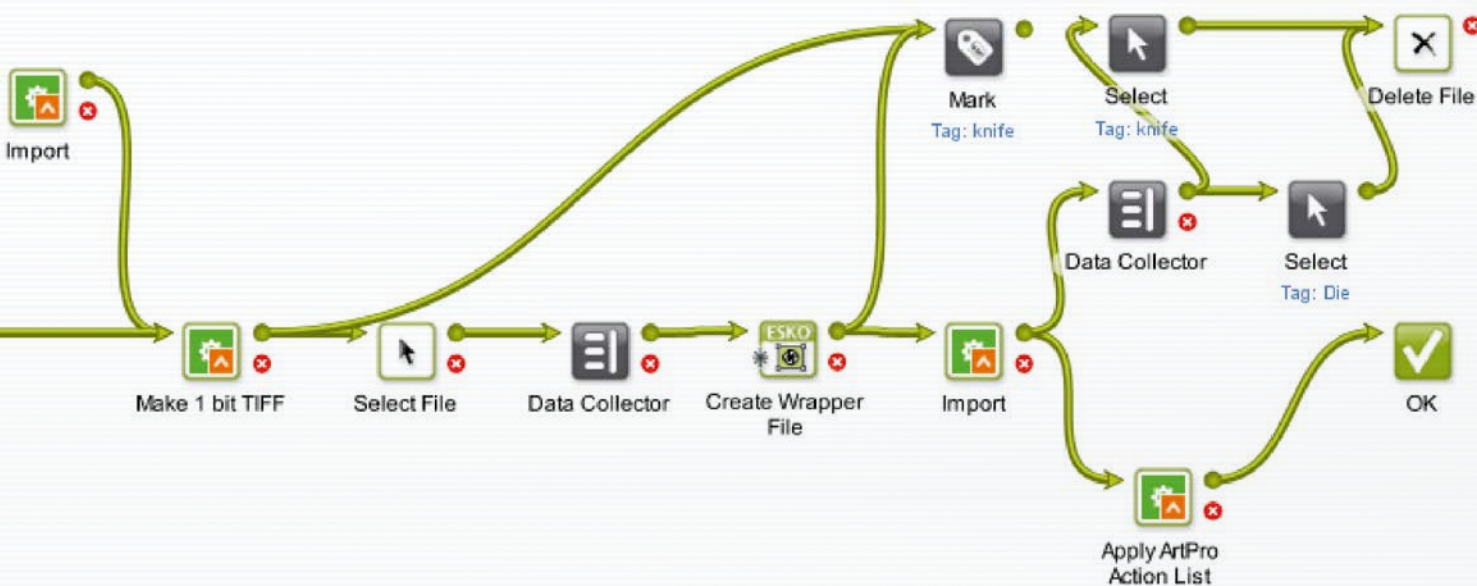 Import
Mark
Tag: knife
Select
Tag: knife
Delete File
Data Collector
Select
Tag: Die
Make 1 bit TIFF
Select File
Data Collector
ESKO
Create Wrapper
File
Import
OK
Apply ArtPro
Action List